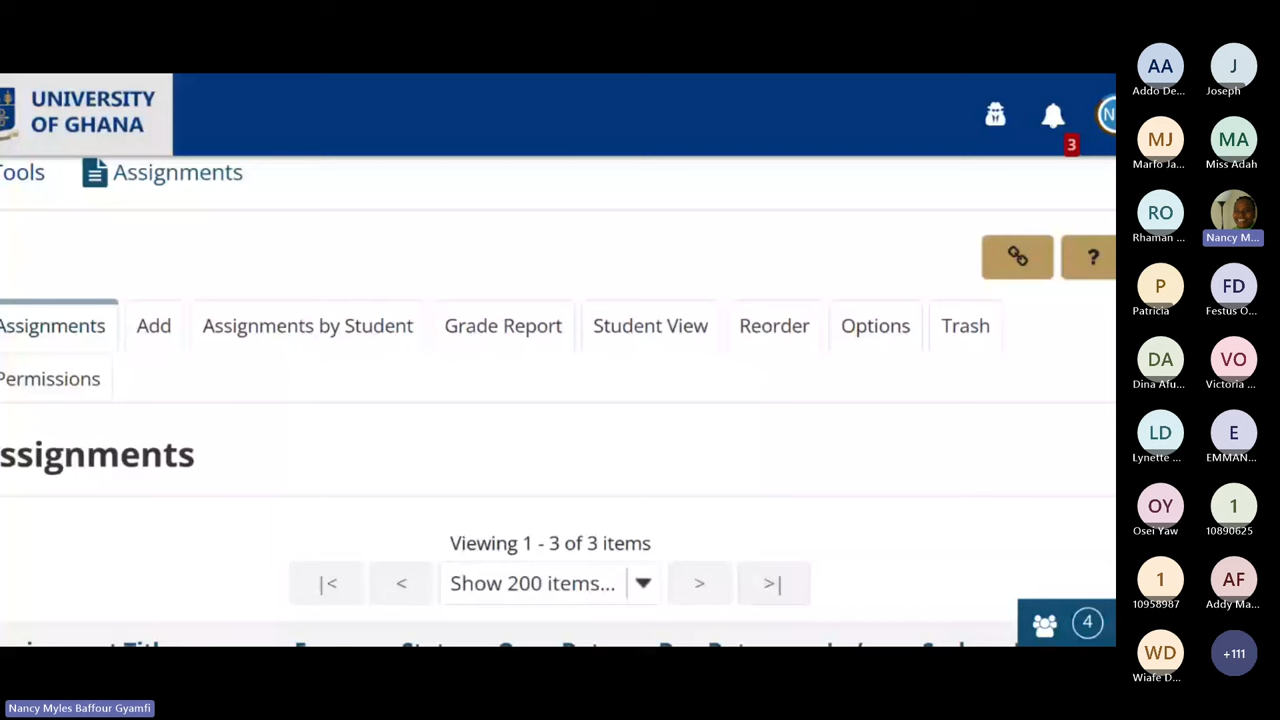 UNIVERSITY
OF GHANA
N
3
Tools
Assignments
?
Assignments
Add
Assignments by Student
Grade Report
Student View
Reorder
Options
Trash
Permissions
ssignments
Viewing 1 - 3 of 3 items
|<
<
Show 200 items...
>
>|
4
AA
Addo De...
J
Joseph
MJ
Marfo Ja...
MA
Miss Adah
RO
Rhaman ...
Nancy M...
P
Patricia
FD
Festus O...
DA
Dina Afu...
VO
Victoria ...
LD
Lynette ...
E
EMMAN...
OY
Osei Yaw
1
10890625
1
10958987
AF
Addy Ma...
WD
Wiafe D...
+111
Nancy Myles Baffour Gyamfi